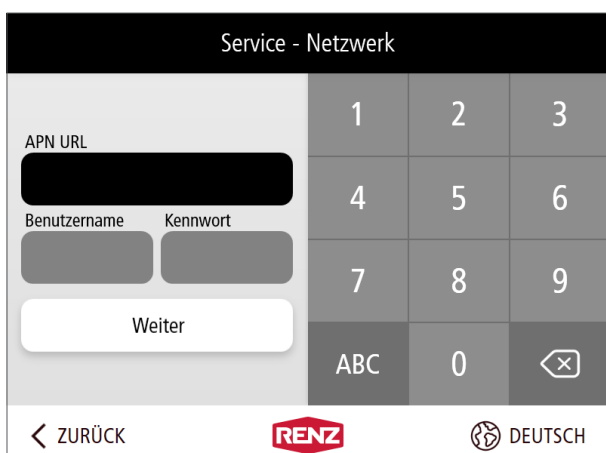 Service - Netzwerk
APN URL
Benutzername Kennwort
Weiter
1 2 3
4 5 6
7 8 9
ABC 0
ZURÜCK RENZ DEUTSCH